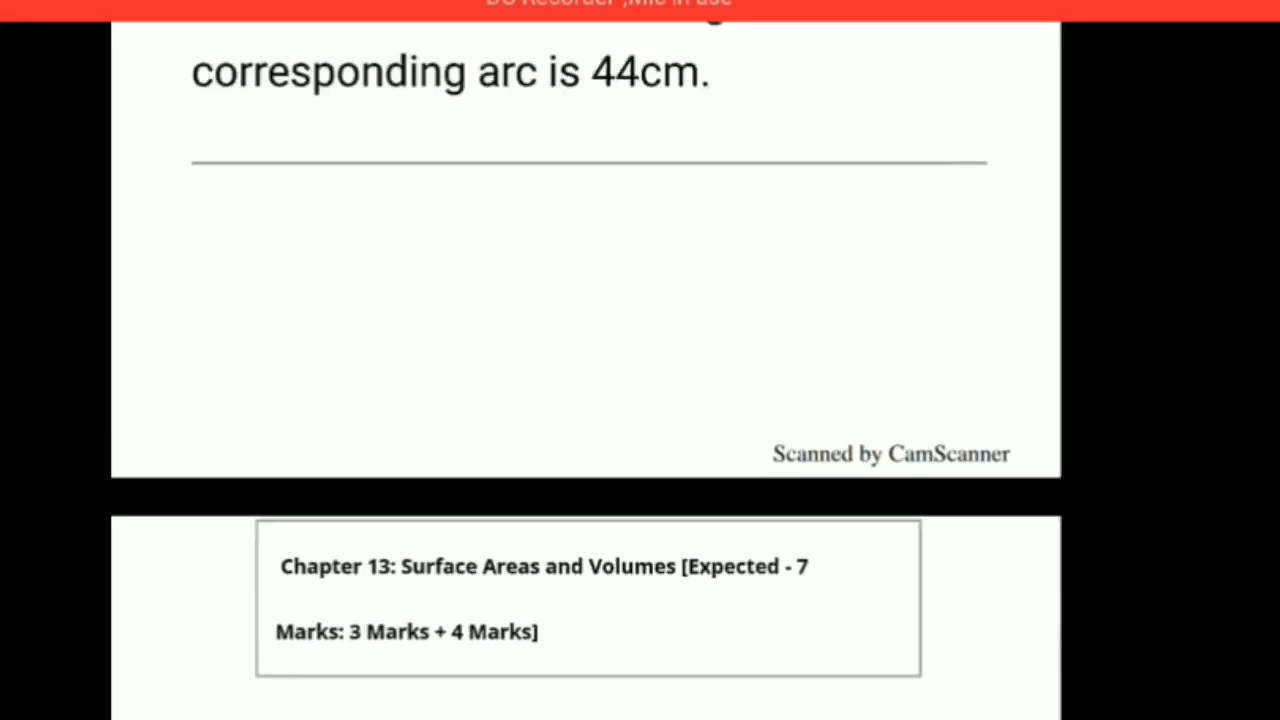 corresponding arc is 44cm.
Scanned by CamScanner
Chapter 13: Surface Areas and Volumes [Expected - 7
Marks: 3 Marks + 4 Marks]